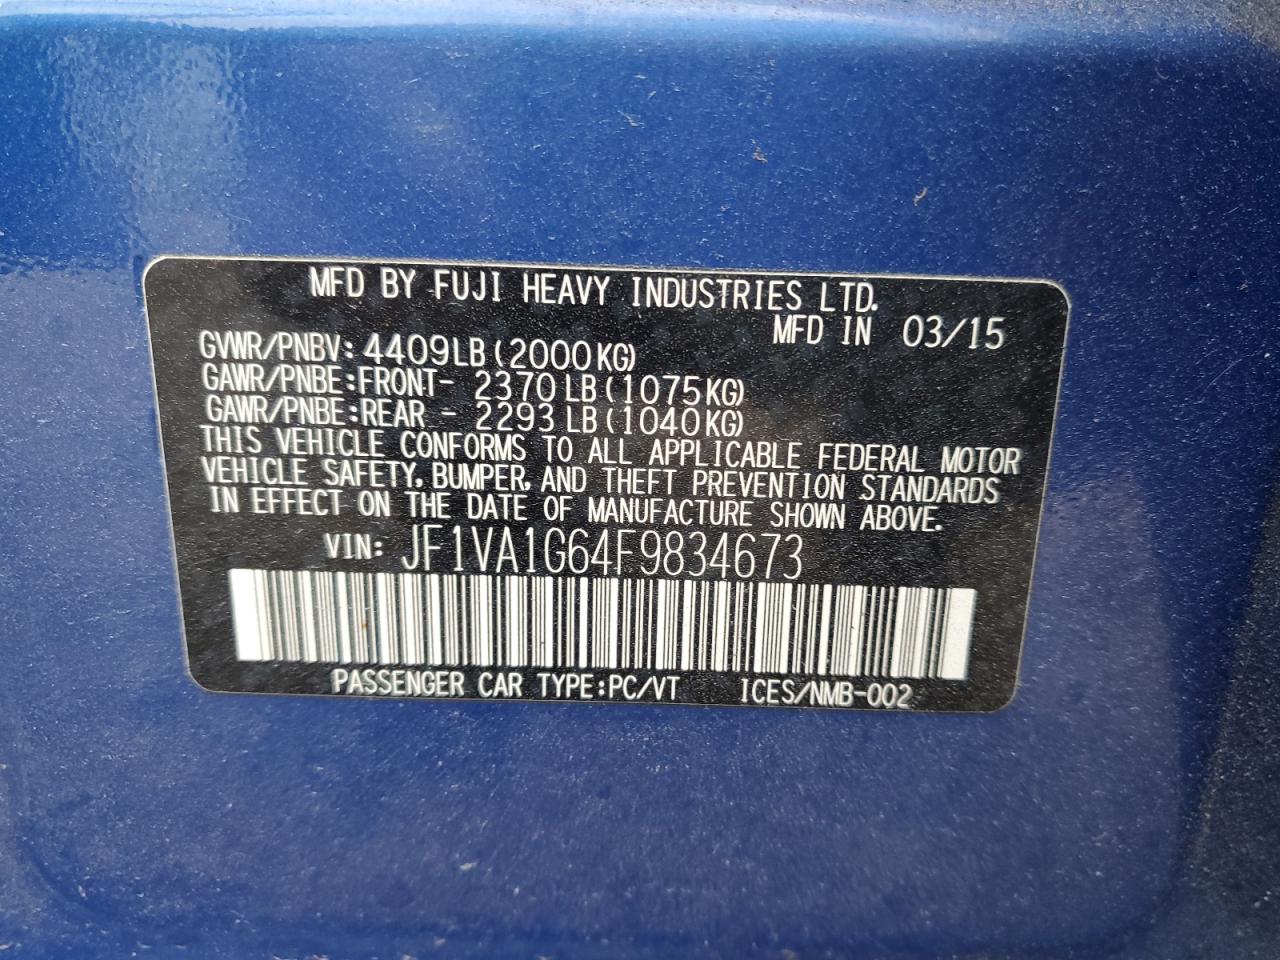 MFD BY FUJI HEAVY INDUSTRIES LTD.
MFD IN 03/15
GVWR/PNBV: 4409LB(2000KG)
GAWR/PNBE:FRONT- 2370LB(1075KG)
GAWR/PNBE:REAR - 2293LB(1040KG)
THIS VEHICLE CONFORMS TO ALL APPLICABLE FEDERAL MOTOR
VEHICLE SAFETY, BUMPER, AND THEFT PREVENTION STANDARDS
IN EFFECT ON THE DATE OF MANUFACTURE SHOWN ABOVE.
VIN: JF1VA1G64F9834673
PASSENGER CAR TYPE:PC/VT ICES/NMB-002